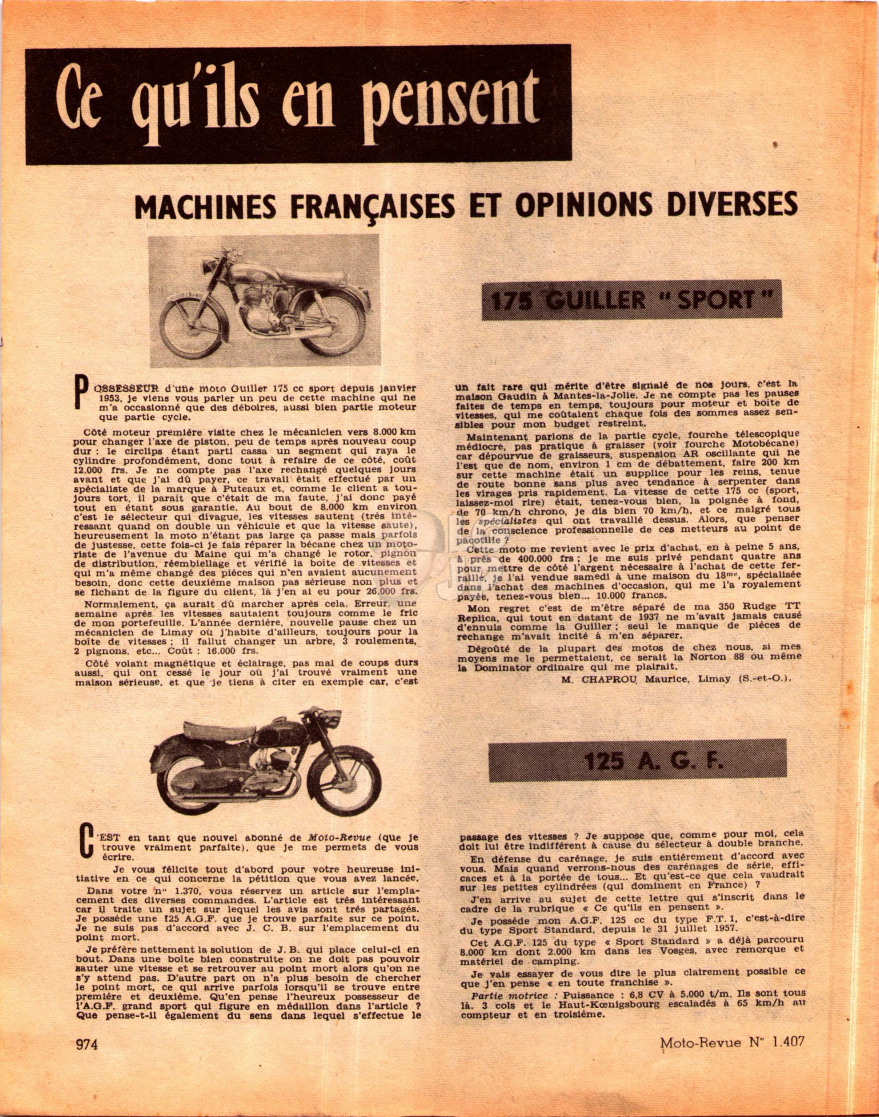 Ce qu'ils en pensent
MACHINES FRANÇAISES ET OPINIONS DIVERSES
175 GUILLER " SPORT "
POSSESSEUR d'une moto Guiller 175 cc sport depuis janvier
1953, je viens vous parler un peu de cette machine qui ne
m'a occasionné que des déboires, aussi bien partie moteur
que partie cycle.
Côté moteur première visite chez le mécanicien vers 8.000 km
pour changer l'axe de piston, peu de temps après nouveau coup
dur : le circlips étant parti cassa un segment qui raya le
cylindre profondément, donc tout à refaire de ce côté, coût
12.000 frs. Je ne compte pas l'axe rechangé quelques jours
avant et que j'ai dû payer, ce travail était effectué par un
spécialiste de la marque à Puteaux et, comme le client a tou-
jours tort, il paraît que c'était de ma faute, j'ai donc payé
tout en étant sous garantie. Au bout de 8.000 km environ
c'est le sélecteur qui divague, les vitesses sautent (très inté-
ressant quand on double un véhicule et que la vitesse saute),
heureusement la moto n'étant pas large ça passe mais parfois
de justesse, cette fois-ci je fais réparer la bécane chez un moto-
riste de l'avenue du Maine qui m'a changé le rotor, pignon
de distribution, réembiellage et vérifié la boîte de vitesses et
qui m'a même changé des pièces qui n'en avaient aucunement
besoin, donc cette deuxième maison pas sérieuse non plus et
se fichant de la figure du client, là j'en ai eu pour 26.000 frs.
Normalement, ça aurait dû marcher après cela. Erreur, une
semaine après les vitesses sautaient toujours comme le fric
de mon portefeuille. L'année dernière, nouvelle pause chez un
mécanicien de Limay où j'habite d'ailleurs, toujours pour la
boîte de vitesses ; il fallut changer un arbre, 3 roulements,
2 pignons, etc... Coût : 16.000 frs.
Côté volant magnétique et éclairage, pas mal de coups durs
aussi, qui ont cessé le jour où j'ai trouvé vraiment une
maison sérieuse, et que je tiens à citer en exemple car, c'est
un fait rare qui mérite d'être signalé de nos jours, c'est la
maison Gaudin à Mantes-la-Jolie. Je ne compte pas les pauses
faites de temps en temps, toujours pour moteur et boîte de
vitesses, qui me coûtaient chaque fois des sommes assez sen-
sibles pour mon budget restreint.
Maintenant parlons de la partie cycle, fourche télescopique
médiocre, pas pratique à graisser (voir fourche Motobécane)
car dépourvue de graisseurs, suspension AR oscillante qui ne
l'est que de nom, environ 1 cm de débattement, faire 200 km
sur cette machine était un supplice pour les reins, tenue
de route bonne sans plus avec tendance à serpenter dans
les virages pris rapidement. La vitesse de cette 175 cc (sport,
laissez-moi rire) était, tenez-vous bien, la poignée à fond,
de 70 km/h chrono, je dis bien 70 km/h, et ce malgré tous
les spécialistes qui ont travaillé dessus. Alors, que penser
de la conscience professionnelle de ces metteurs au point de
pacotille ?
Cette moto me revient avec le prix d'achat, en à peine 5 ans,
à près de 400.000 frs ; je me suis privé pendant quatre ans
pour mettre de côté l'argent nécessaire à l'achat de cette fer-
raille, je l'ai vendue samedi à une maison du 18me, spécialisée
dans l'achat des machines d'occasion, qui me l'a royalement
payée, tenez-vous bien... 10.000 francs.
Mon regret c'est de m'être séparé de ma 350 Rudge TT
Replica, qui tout en datant de 1937 ne m'avait jamais causé
d'ennuis comme la Guiller ; seul le manque de pièces de
rechange m'avait incité à m'en séparer.
Dégoûté de la plupart des motos de chez nous, si mes
moyens me le permettaient, ce serait la Norton 88 ou même
la Dominator ordinaire qui me plairait.
M. CHAPROU Maurice, Limay (S.-et-O.).
125 A. G. F.
C'EST en tant que nouvel abonné de Moto-Revue (que je
trouve vraiment parfaite), que je me permets de vous
écrire.
Je vous félicite tout d'abord pour votre heureuse ini-
tiative en ce qui concerne la pétition que vous avez lancée.
Dans votre n° 1.370, vous réservez un article sur l'empla-
cement des diverses commandes. L'article est très intéressant
car il traite un sujet sur lequel les avis sont très partagés.
Je possède une 125 A.G.F. que je trouve parfaite sur ce point.
Je ne suis pas d'accord avec J. C. B. sur l'emplacement du
point mort.
Je préfère nettement la solution de J.B. qui place celui-ci en
bout. Dans une boîte bien construite on ne doit pas pouvoir
sauter une vitesse et se retrouver au point mort alors qu'on ne
s'y attend pas. D'autre part on n'a plus besoin de chercher
le point mort, ce qui arrive parfois lorsqu'il se trouve entre
première et deuxième. Qu'en pense l'heureux possesseur de
l'A.G.F. grand sport qui figure en médaillon dans l'article ?
Que pense-t-il également du sens dans lequel s'effectue le
passage des vitesses ? Je suppose que, comme pour moi, cela
doit lui être indifférent à cause du sélecteur à double branche.
En défense du carénage, je suis entièrement d'accord avec
vous. Mais quand verrons-nous des carénages de série, effi-
caces et à la portée de tous... Et qu'est-ce que cela vaudrait
sur les petites cylindrées (qui dominent en France) ?
J'en arrive au sujet de cette lettre qui s'inscrit dans le
cadre de la rubrique « Ce qu'ils en pensent ».
Je possède mon A.G.F. 125 cc du type F.T. 1, c'est-à-dire
du type Sport Standard, depuis le 31 juillet 1957.
Cet A.G.F. 125 du type « Sport Standard » a déjà parcouru
8.000 km dont 2.000 km dans les Vosges, avec remorque et
matériel de camping.
Je vais essayer de vous dire le plus clairement possible ce
que j'en pense « en toute franchise ».
Partie motrice : Puissance : 6,8 CV à 5.000 t/m. Ils sont tous
là. 3 cols et le Haut-Kœnigsbourg escaladés à 65 km/h au
compteur et en troisième.
974
Moto-Revue N° 1.407